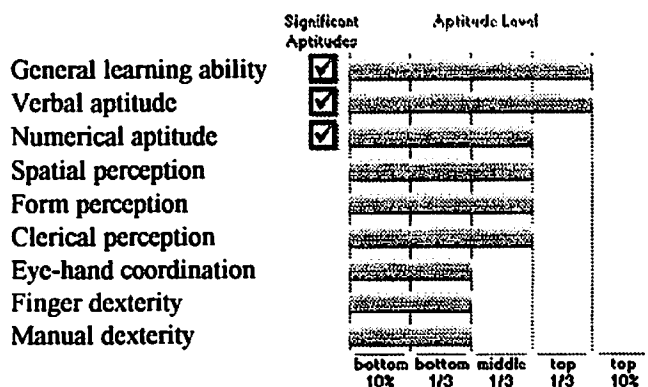 Significant Aptitudes
Aptitude Level
General learning ability
Verbal aptitude
Numerical aptitude
Spatial perception
Form perception
Clerical perception
Eye-hand coordination
Finger dexterity
Manual dexterity
bottom bottom middle top top
10% 1/3 1/3 1/3 10%